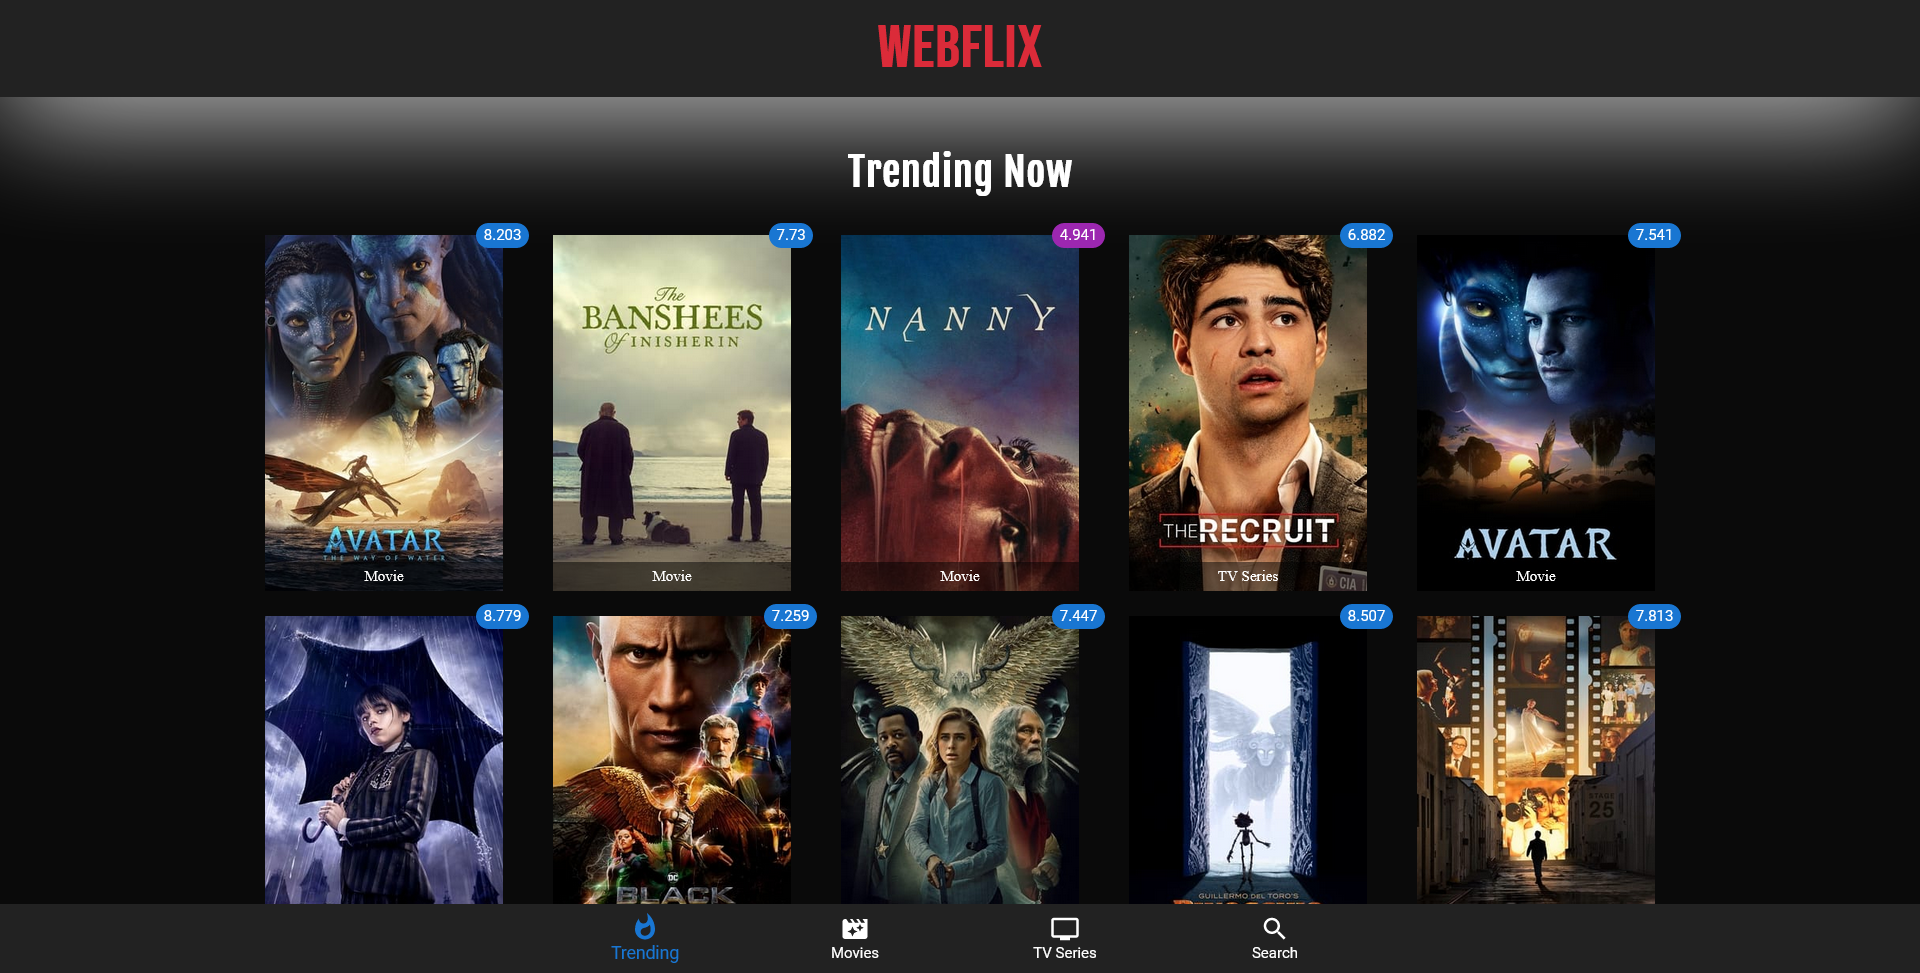 WEBFLIX
Trending Now
8.203
7.73
4.941
6.882
7.541
The
BANSHEES
Of INISHERIN
NANNY
AVATAR
THE WAY OF WATER
THE RECRUIT
AVATAR
CIA
Movie
Movie
Movie
TV Series
Movie
8.779
7.259
7.447
8.507
7.813
STAGE
25
DC
BLACK
GUILLERMO DEL TORO'S
Trending
Movies
TV Series
Search